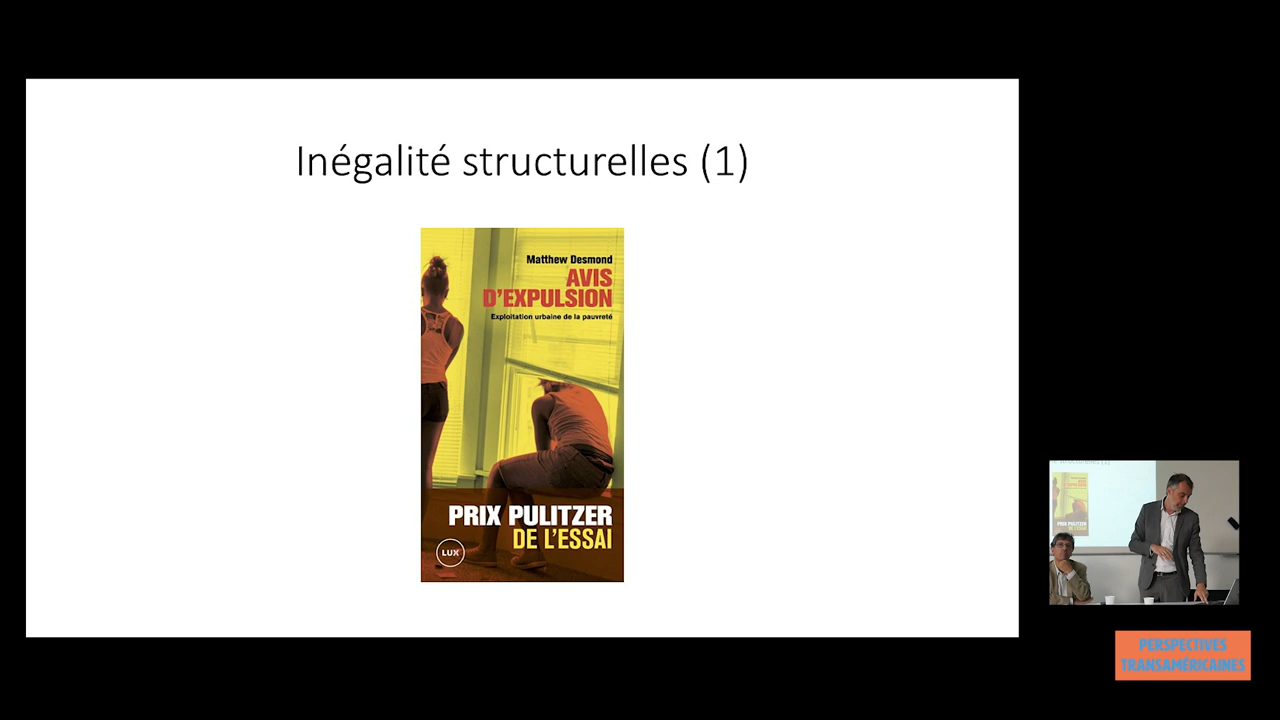 Inégalité structurelles (1)
Matthew Desmond
AVIS
D'EXPULSION
Exploitation urbaine de la pauvreté
PRIX PULITZER
DE L'ESSAI
LUX
PERSPECTIVES
TRANSAMÉRICAINES